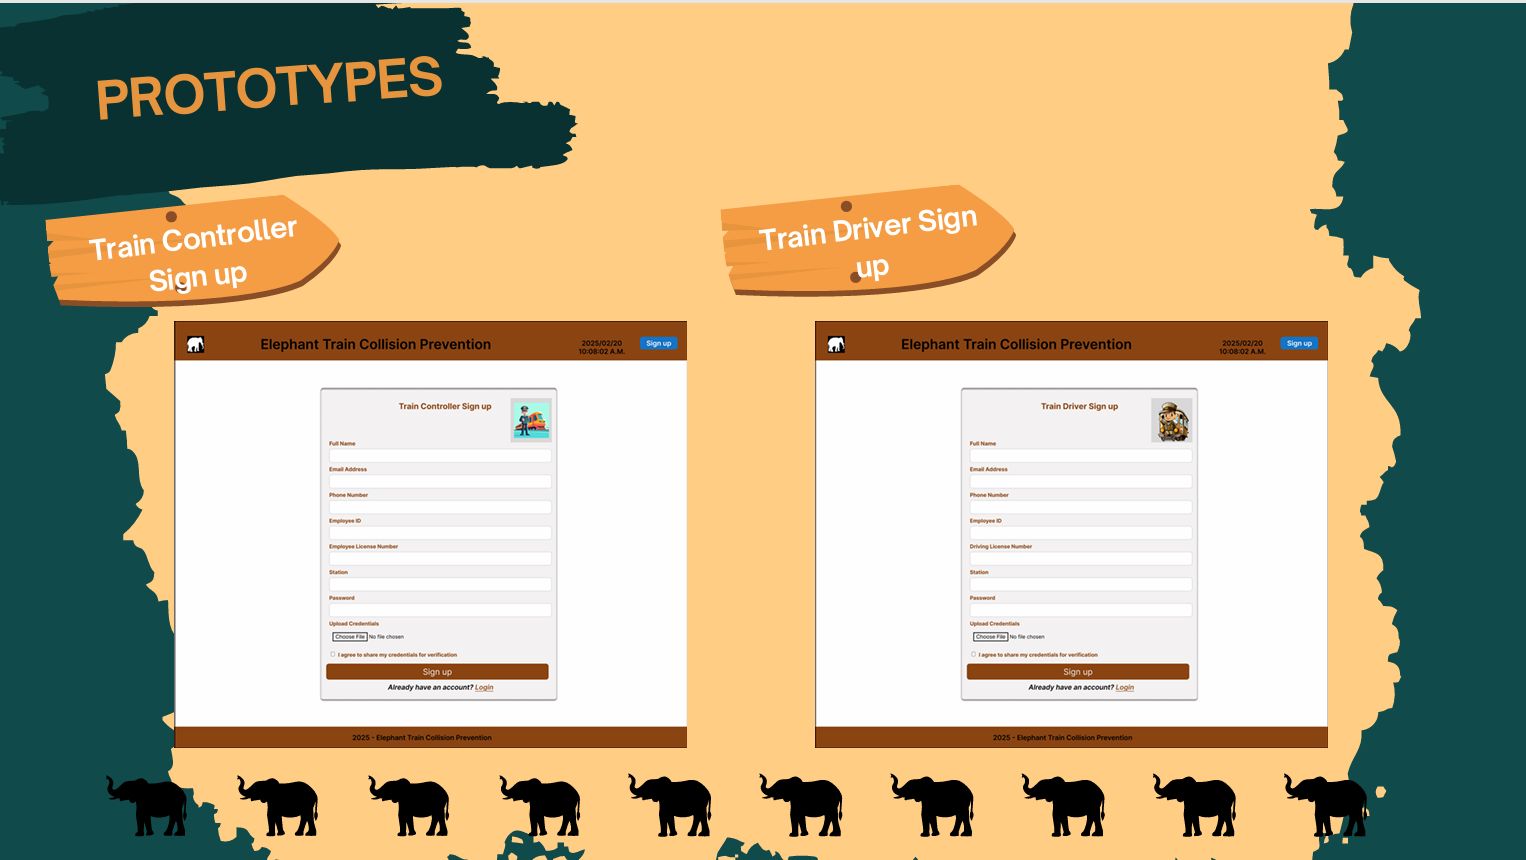 PROTOTYPES
Train Controller
Sign up
Train Driver Sign
up
Elephant Train Collision Prevention
2025/02/20
10:08:02 A.M.
Sign up
Train Controller Sign up
Full Name
Email Address
Phone Number
Employee ID
Employee License Number
Station
Password
Upload Credentials
Choose File No file chosen
I agree to share my credentials for verification
Sign up
Already have an account? Login
2025 - Elephant Train Collision Prevention
Elephant Train Collision Prevention
2025/02/20
10:08:02 A.M.
Sign up
Train Driver Sign up
Full Name
Email Address
Phone Number
Employee ID
Driving License Number
Station
Password
Upload Credentials
Choose File No file chosen
I agree to share my credentials for verification
Sign up
Already have an account? Login
2025 - Elephant Train Collision Prevention